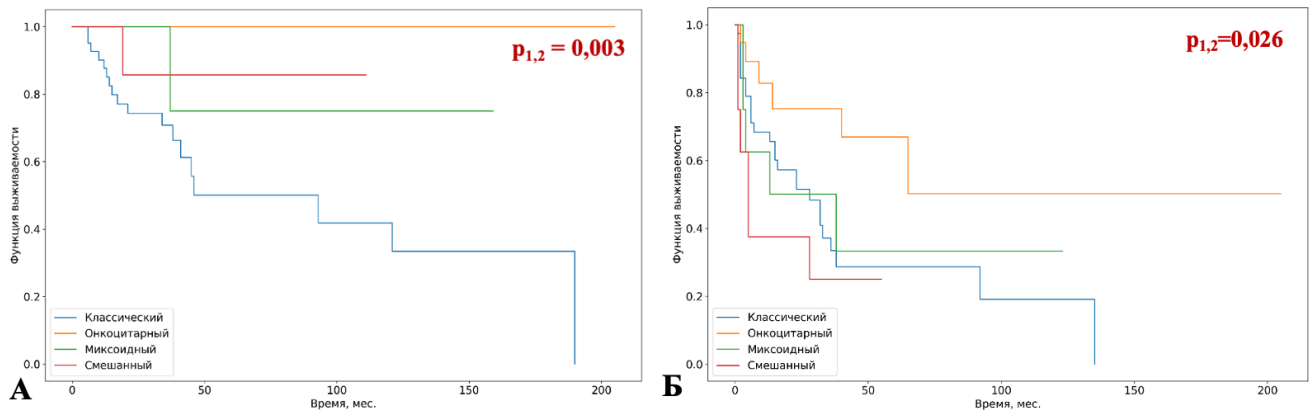 p1,2 = 0,003
Функция выживаемости
1.0
0.8
0.6
0.4
0.2
0.0
Классический
Онкоцитарный
Миксоидный
Смешанный
0 50 100 150 200
Время, мес.
А
p1,2=0,026
Функция выживаемости
1.0
0.8
0.6
0.4
0.2
0.0
Классический
Онкоцитарный
Миксоидный
Смешанный
0 50 100 150 200
Время, мес.
Б